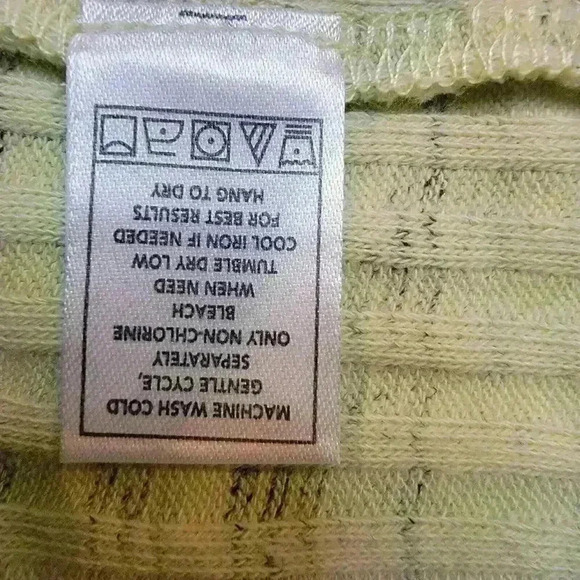 MACHINE WASH COLD
GENTLE CYCLE,
SEPARATELY
ONLY NON-CHLORINE
BLEACH
WHEN NEED
TUMBLE DRY LOW
COOL IRON IF NEEDED
FOR BEST RESULTS
HANG TO DRY